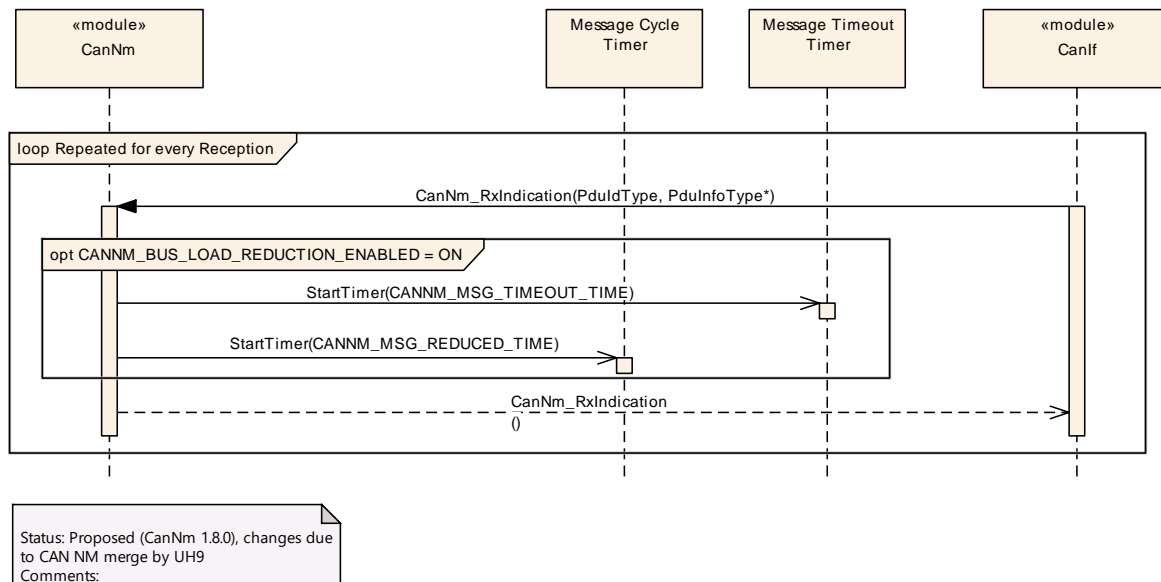 «module»
CanNm
Message Cycle
Timer
Message Timeout
Timer
«module»
CanIf
loop Repeated for every Reception
CanNm_RxIndication(PduIdType, PduInfoType*)
opt CANNM_BUS_LOAD_REDUCTION_ENABLED = ON
StartTimer(CANNM_MSG_TIMEOUT_TIME)
StartTimer(CANNM_MSG_REDUCED_TIME)
CanNm_RxIndication
()
Status: Proposed (CanNm 1.8.0), changes due
to CAN NM merge by UH9
Comments: